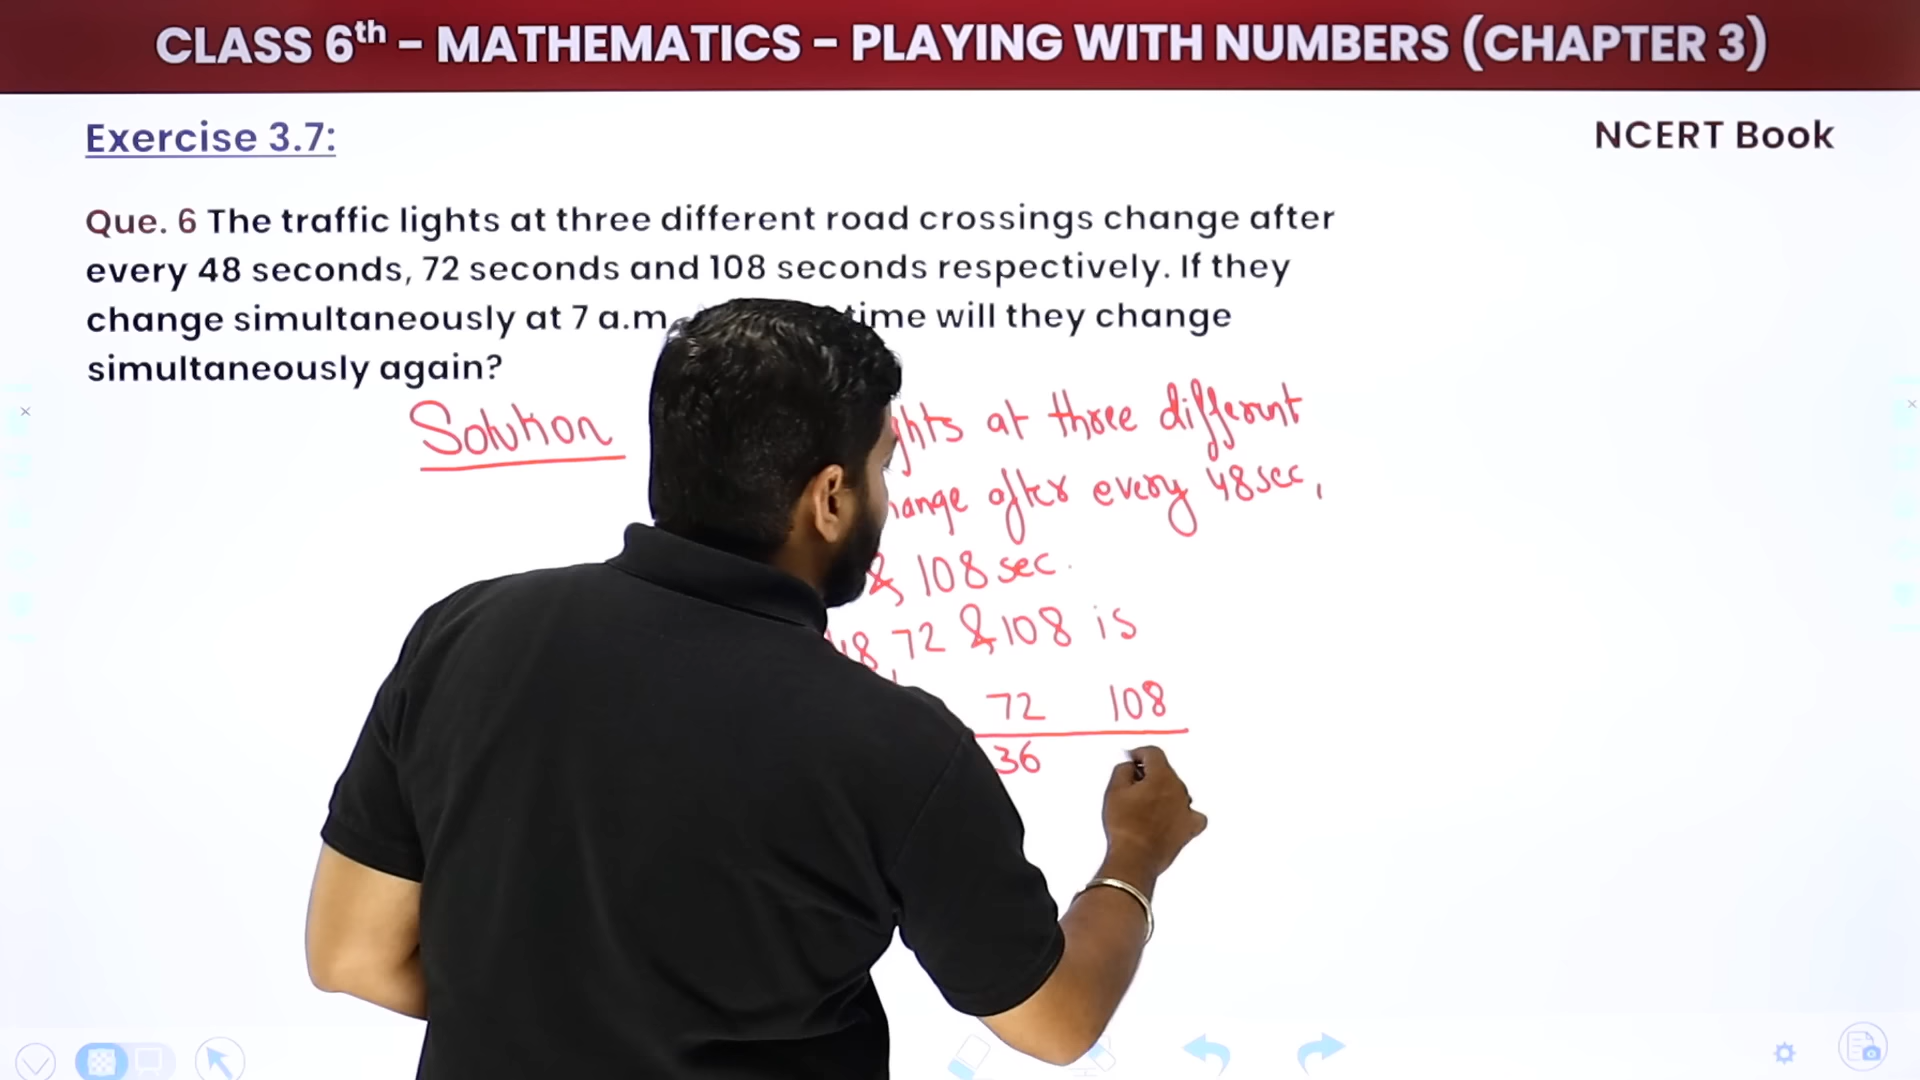 CLASS 6th – MATHEMATICS – PLAYING WITH NUMBERS (CHAPTER 3)
Exercise 3.7:
NCERT Book
Que. 6 The traffic lights at three different road crossings change after
every 48 seconds, 72 seconds and 108 seconds respectively. If they
change simultaneously at 7 a.m. time will they change
simultaneously again?
Solution at three different
after every 48sec,
& 108 sec.
48, 72 & 108 is
72 108
36